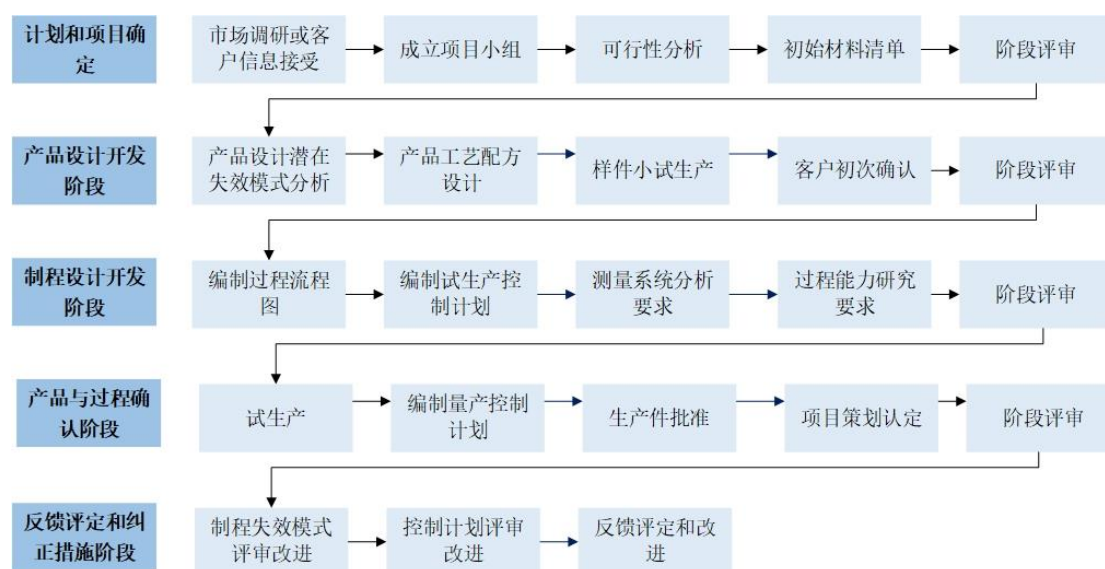 计划和项目确
定
市场调研或客
户信息接受
成立项目小组
可行性分析
初始材料清单
阶段评审
产品设计开发
阶段
产品设计潜在
失效模式分析
产品工艺配方
设计
样件小试生产
客户初次确认
阶段评审
制程设计开发
阶段
编制过程流程
图
编制试生产控
制计划
测量系统分析
要求
过程能力研究
要求
阶段评审
产品与过程确
认阶段
试生产
编制量产控制
计划
生产件批准
项目策划认定
阶段评审
反馈评定和纠
正措施阶段
制程失效模式
评审改进
控制计划评审
改进
反馈评定和改
进